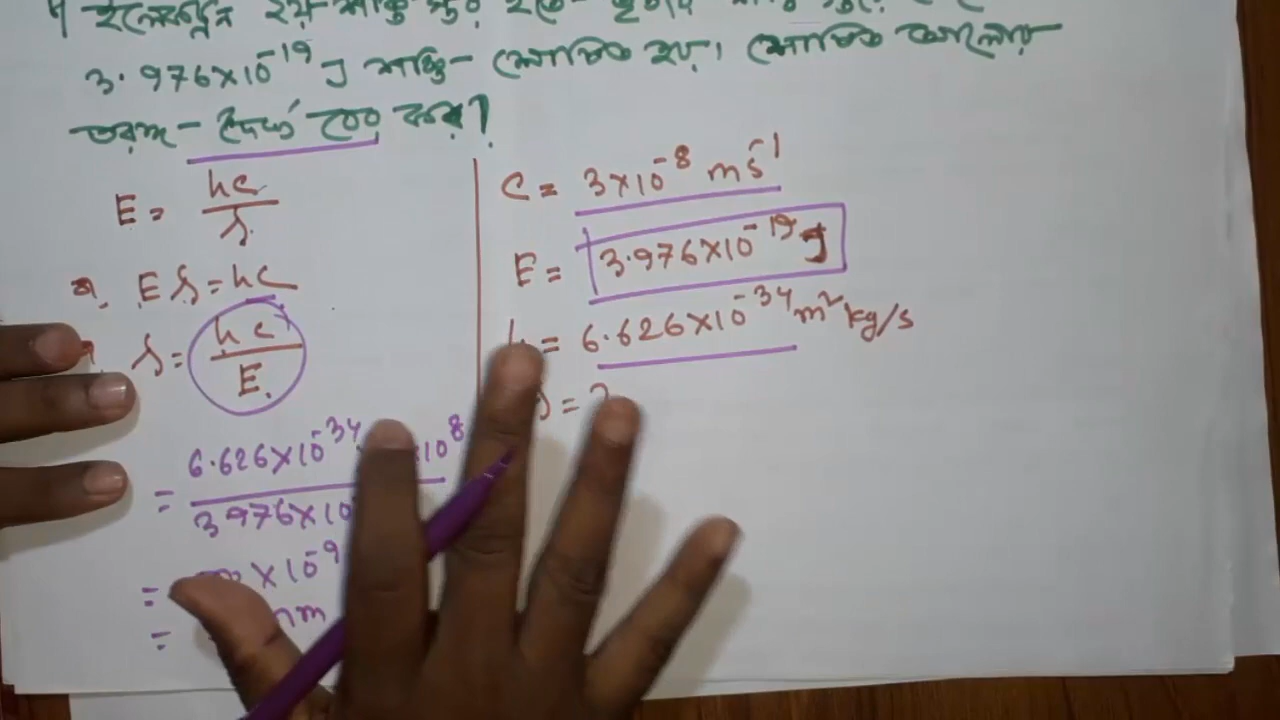 ইলেকট্রন ২য় শক্তি স্তর হতে
3.976×10⁻¹⁹ J শক্তি - শোষিত হয়। শোষিত আলোর
তরঙ্গ - দৈর্ঘ্য বের কর?
E = hc/λ
বা, Eλ = hc
λ = hc/E
= 6.626×10⁻³⁴ 10⁸ / 3.976×10
= ×10⁻⁹
= nm
C = 3×10⁻⁸ ms⁻¹
E = 3.976×10⁻¹⁹ J
= 6.626×10⁻³⁴ m² kg/s
λ = ?